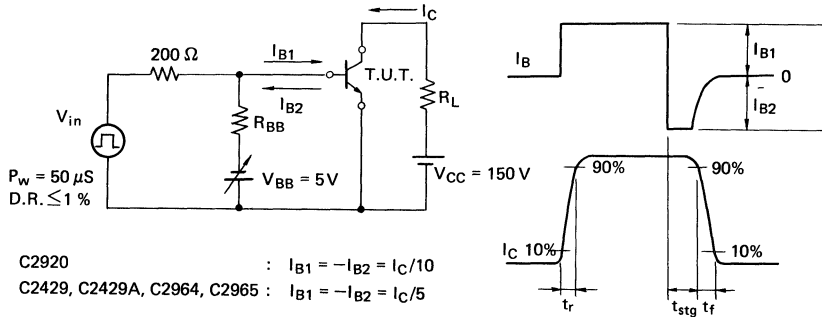 I_C
200 Ω
I_B1
T.U.T.
I_B2
V_in
R_BB
R_L
V_BB = 5V
V_CC = 150 V
P_W = 50 μS
D.R. ≤ 1 %
C2920 : I_B1 = −I_B2 = I_C/10
C2429, C2429A, C2964, C2965 : I_B1 = −I_B2 = I_C/5
I_B
I_B1
0
I_B2
90%
90%
I_C 10%
10%
t_r
t_stg
t_f